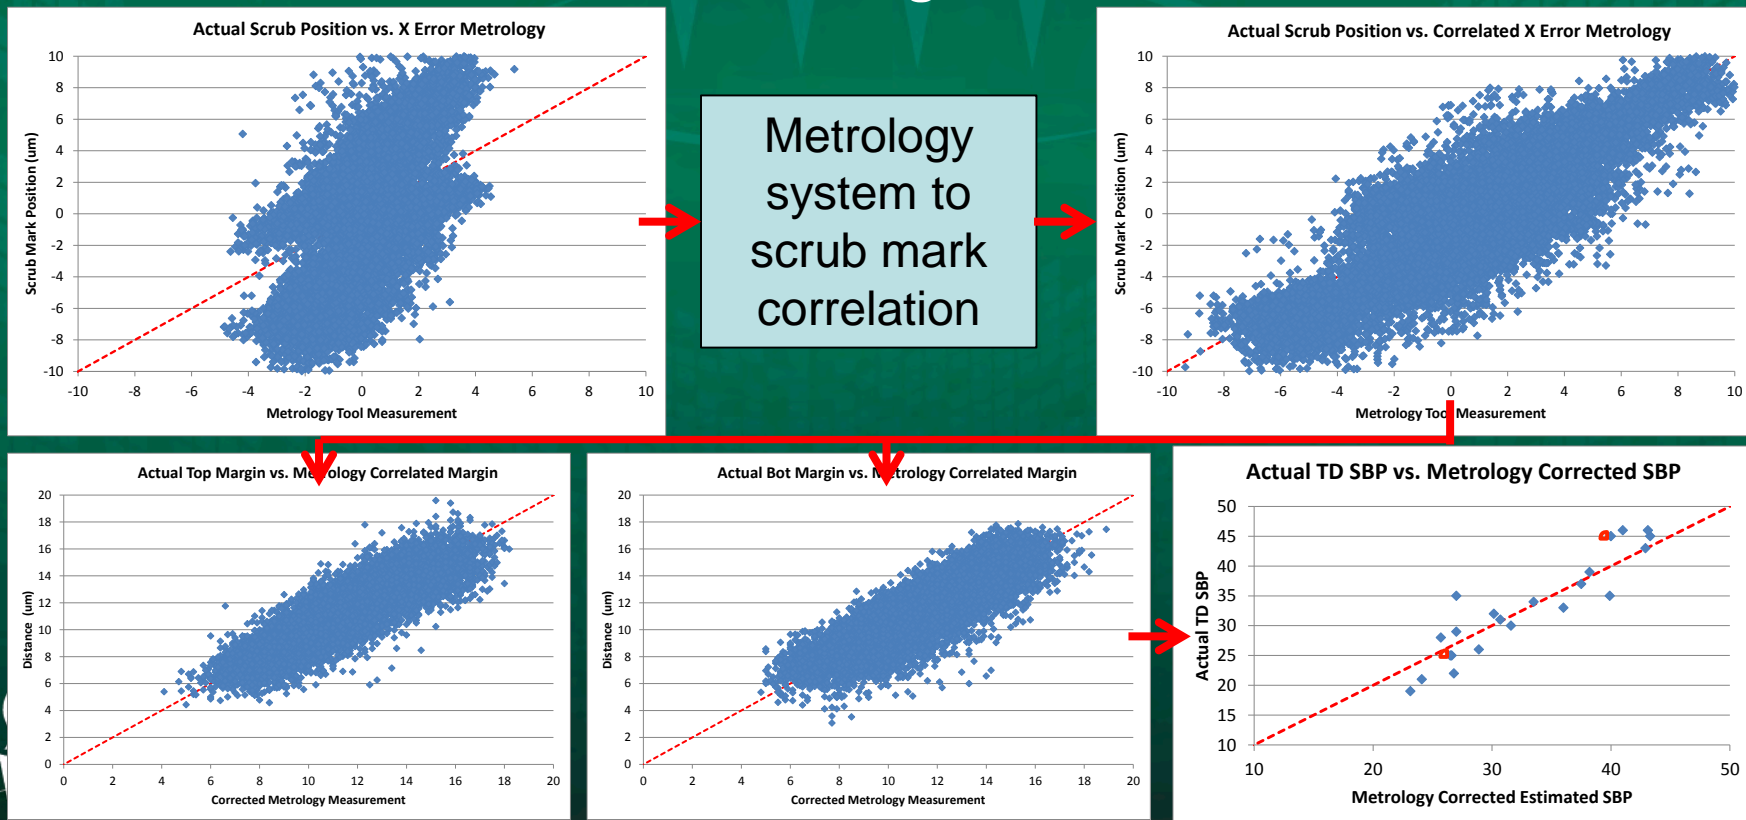 Actual Scrub Position vs. X Error Metrology
10
8
6
4
2
0
-2
-4
-6
-8
-10
-10 -8 -6 -4 -2 0 2 4 6 8 10
Scrub Mark Position (um)
Metrology Tool Measurement
Metrology
system to
scrub mark
correlation
Actual Scrub Position vs. Correlated X Error Metrology
10
8
6
4
2
0
-2
-4
-6
-8
-10
-10 -8 -6 -4 -2 0 2 4 6 8 10
Scrub Mark Position (um)
Metrology Tool Measurement
Actual Top Margin vs. Metrology Correlated Margin
20
18
16
14
12
10
8
6
4
2
0
0 2 4 6 8 10 12 14 16 18 20
Distance (um)
Corrected Metrology Measurement
Actual Bot Margin vs. Metrology Correlated Margin
20
18
16
14
12
10
8
6
4
2
0
0 2 4 6 8 10 12 14 16 18 20
Distance (um)
Corrected Metrology Measurement
Actual TD SBP vs. Metrology Corrected SBP
50
45
40
35
30
25
20
15
10
10 20 30 40 50
Actual TD SBP
Metrology Corrected Estimated SBP